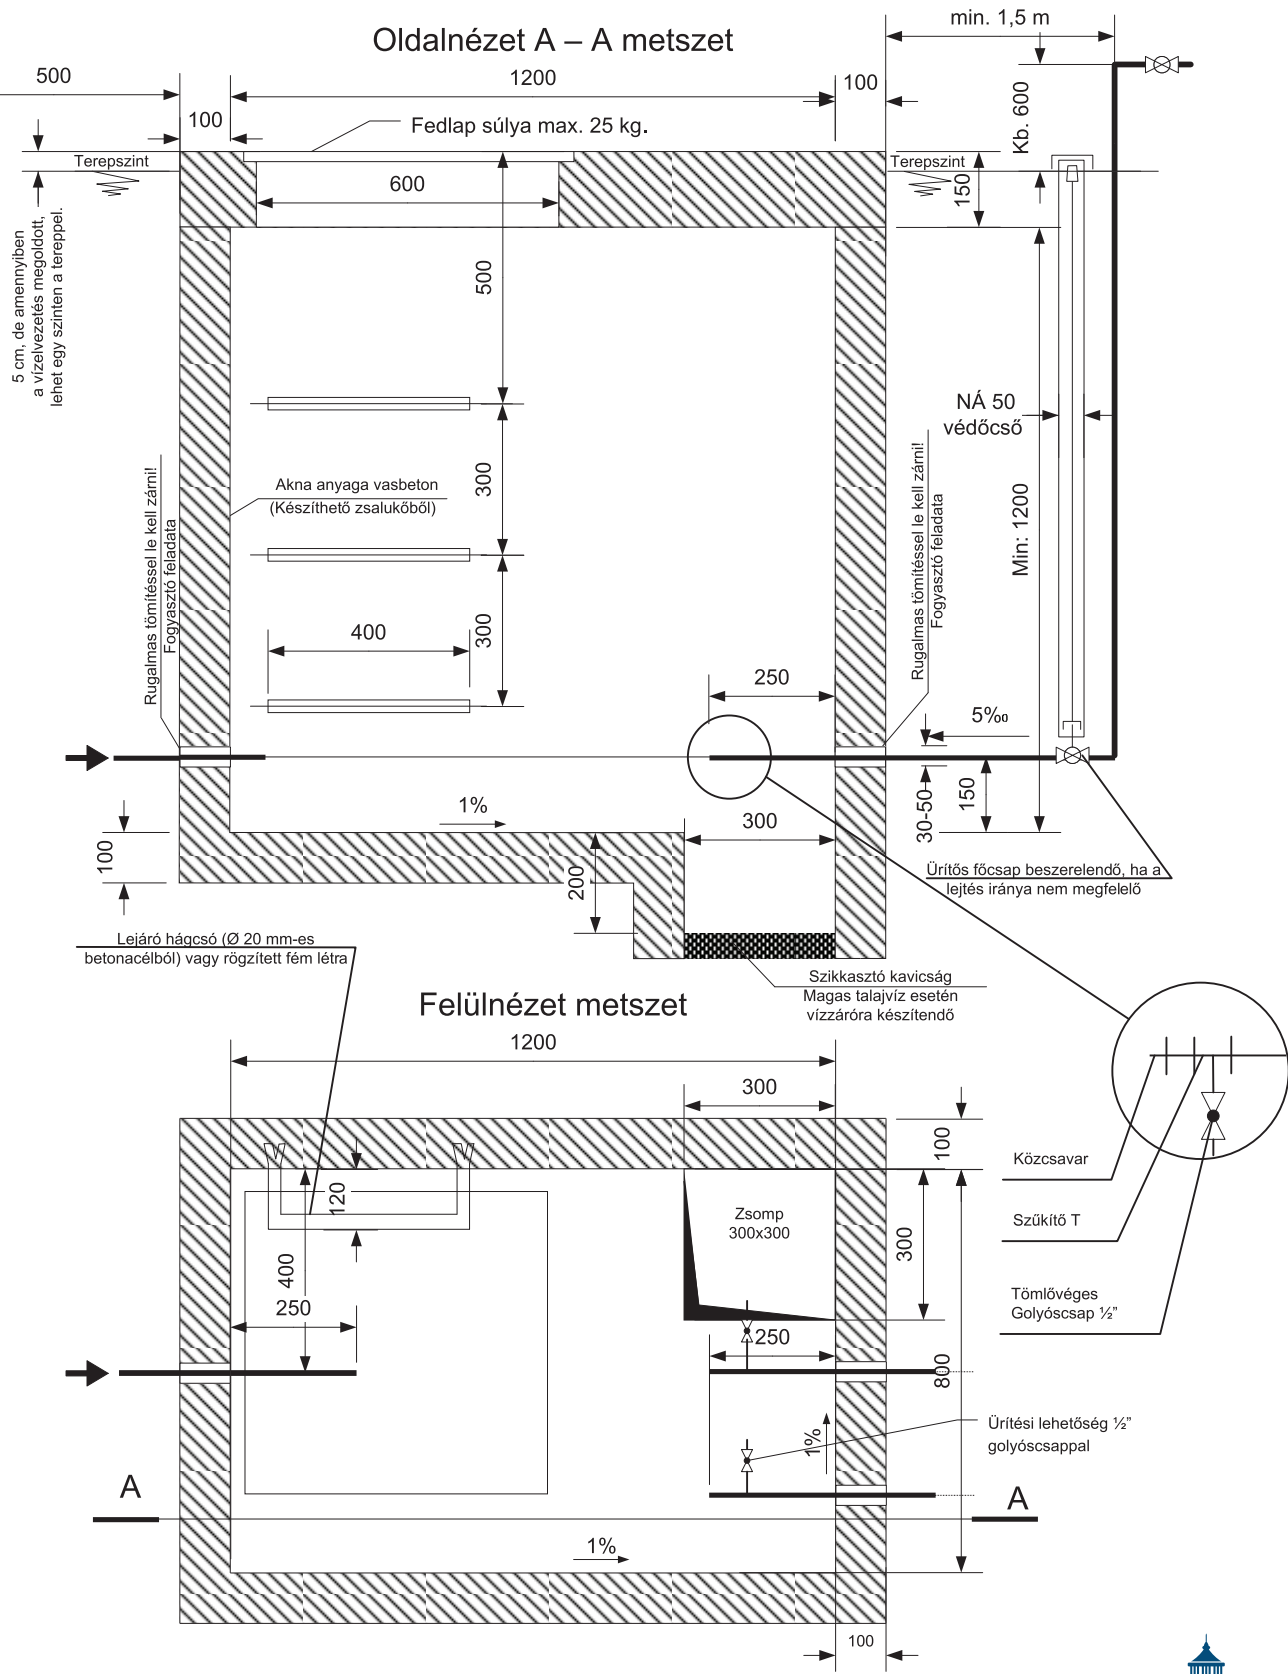 Oldalnézet A – A metszet
min. 1,5 m
500
1200
100
100
Kb. 600
Fedlap súlya max. 25 kg.
Terepszint
Terepszint
600
150
5 cm, de amennyiben
a vízelvezetés megoldott,
lehet egy szinten a tereppel.
500
NÁ 50
védőcső
Rugalmas tömítéssel le kell zárni!
Fogyasztó feladata
Akna anyaga vasbeton
(Készíthető zsalukőből)
300
Rugalmas tömítéssel le kell zárni!
Fogyasztó feladata
Min: 1200
400
300
250
5‰
1%
300
30-50
150
100
200
Ürítős főcsap beszerelendő, ha a
lejtés iránya nem megfelelő
Lejáró hágcsó (Ø 20 mm-es
betonacélból) vagy rögzített fém létra
Szikkasztó kavicság
Magas talajvíz esetén
vízzáróra készítendő
Felülnézet metszet
1200
300
100
Közcsavar
120
Zsomp
300x300
300
Szűkítő T
400
250
Tömlővéges
Golyóscsap ½”
250
800
Ürítési lehetőség ½”
golyóscsappal
1%
A
A
1%
100